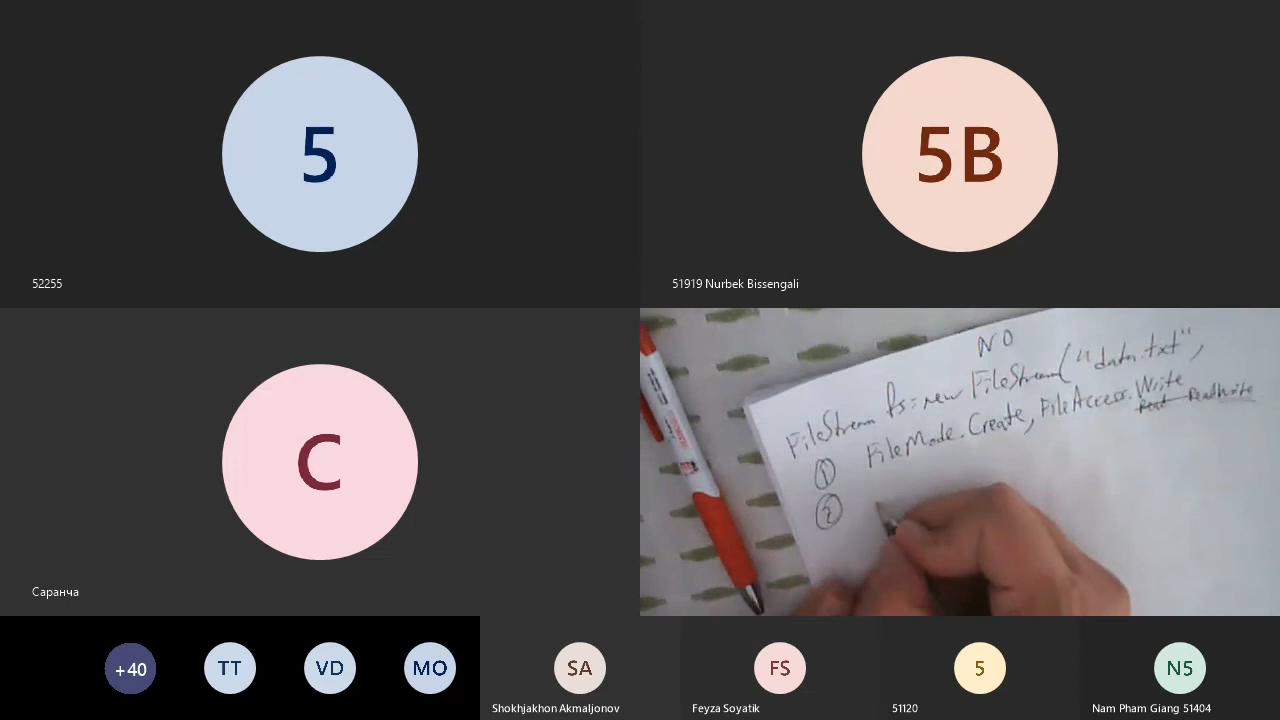 5
5B
52255
51919 Nurbek Bissengali
C
Саранча
NO
FileStream fs = new FileStream("data.txt",
① FileMode.Create, FileAccess.Write
Read ReadWrite
②
+40
TT
VD
MO
SA
FS
5
N5
Shokhjakhon Akmaljonov
Feyza Soyatik
51120
Nam Pham Giang 51404